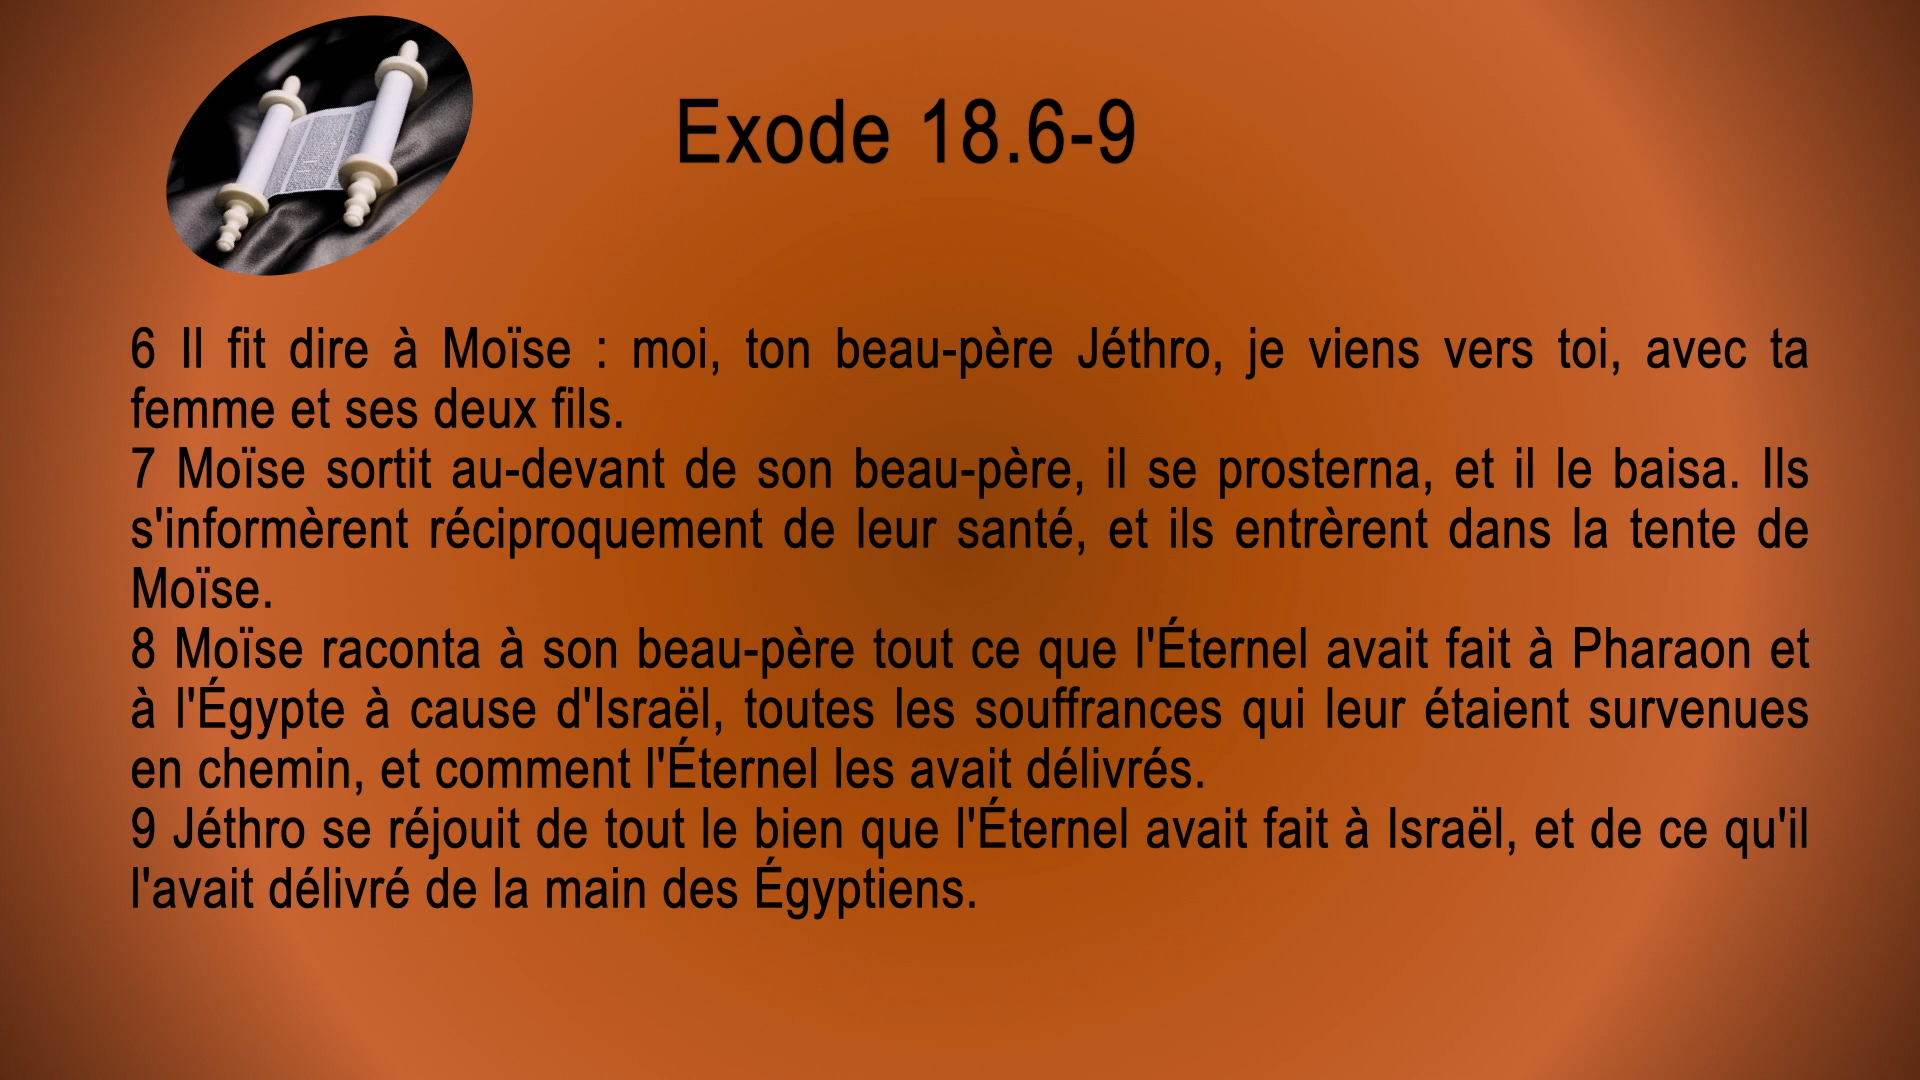 Exode 18.6-9
6 Il fit dire à Moïse : moi, ton beau-père Jéthro, je viens vers toi, avec ta
femme et ses deux fils.
7 Moïse sortit au-devant de son beau-père, il se prosterna, et il le baisa. Ils
s'informèrent réciproquement de leur santé, et ils entrèrent dans la tente de
Moïse.
8 Moïse raconta à son beau-père tout ce que l'Éternel avait fait à Pharaon et
à l'Égypte à cause d'Israël, toutes les souffrances qui leur étaient survenues
en chemin, et comment l'Éternel les avait délivrés.
9 Jéthro se réjouit de tout le bien que l'Éternel avait fait à Israël, et de ce qu'il
l'avait délivré de la main des Égyptiens.